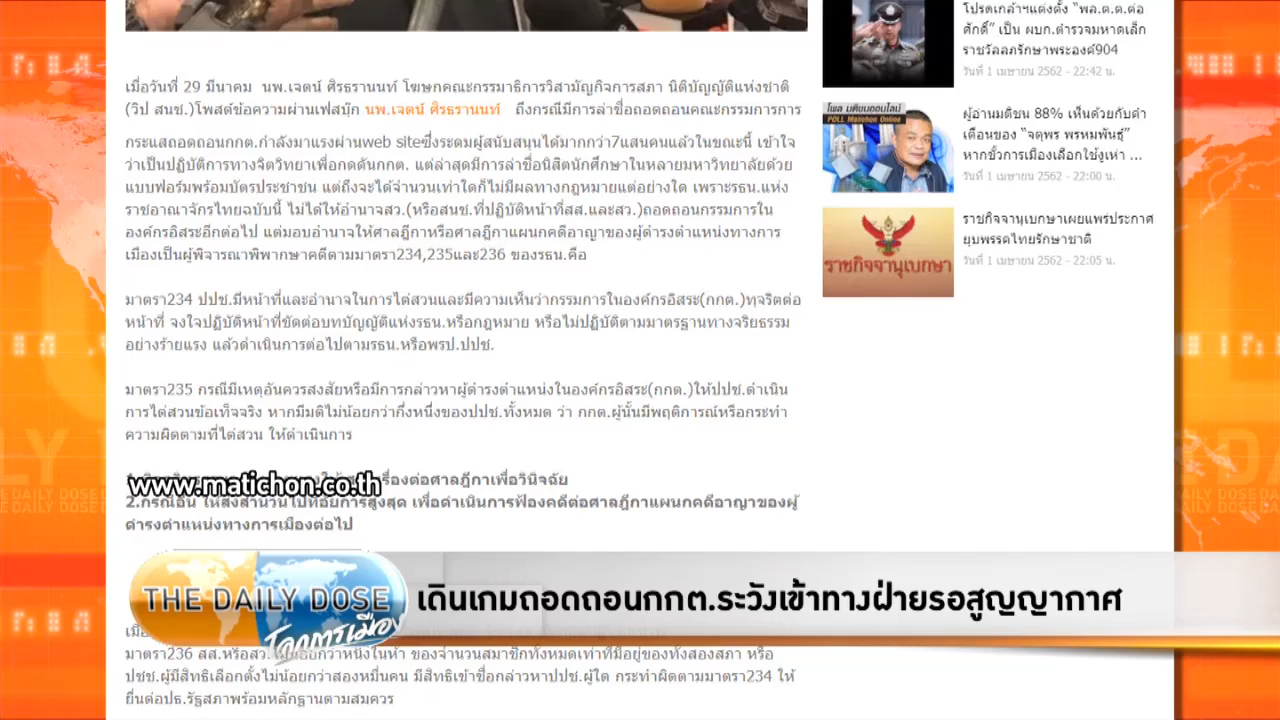 เมื่อวันที่ 29 มีนาคม นพ.เจตน์ ศิรธรานนท์ โฆษกคณะกรรมาธิการวิสามัญกิจการสภา นิติบัญญัติแห่งชาติ
(วิป สนช.)โพสต์ข้อความผ่านเฟสบุ๊ก นพ.เจตน์ ศิรธรานนท์ ถึงกรณีมีการล่าชื่อถอดถอนคณะกรรมการการ
กระแสถอดถอนกกต.กำลังมาแรงผ่านweb siteซึ่งระดมผู้สนับสนุนได้มากกว่า7แสนคนแล้วในขณะนี้ เข้าใจ
ว่าเป็นปฏิบัติการทางจิตวิทยาเพื่อกดดันกกต. แต่ล่าสุดมีการล่าชื่อนิสิตนักศึกษาในหลายมหาวิทยาลัยด้วย
แบบฟอร์มพร้อมบัตรประชาชน แต่ถึงจะได้จำนวนเท่าใดก็ไม่มีผลทางกฎหมายแต่อย่างใด เพราะรธน.แห่ง
ราชอาณาจักรไทยฉบับนี้ ไม่ได้ให้อำนาจสว.(หรือสนช.ที่ปฏิบัติหน้าที่สส.และสว.)ถอดถอนกรรมการใน
องค์กรอิสระอีกต่อไป แต่มอบอำนาจให้ศาลฎีกาหรือศาลฎีกาแผนกคดีอาญาของผู้ดำรงตำแหน่งทางการ
เมืองเป็นผู้พิจารณาพิพากษาคดีตามมาตรา234,235และ236 ของรธน.คือ
มาตรา234 ปปช.มีหน้าที่และอำนาจในการไต่สวนและมีความเห็นว่ากรรมการในองค์กรอิสระ(กกต.)ทุจริตต่อ
หน้าที่ จงใจปฏิบัติหน้าที่ขัดต่อบทบัญญัติแห่งรธน.หรือกฎหมาย หรือไม่ปฏิบัติตามมาตรฐานทางจริยธรรม
อย่างร้ายแรง แล้วดำเนินการต่อไปตามรธน.หรือพรป.ปปช.
มาตรา235 กรณีมีเหตุอันควรสงสัยหรือมีการกล่าวหาผู้ดำรงตำแหน่งในองค์กรอิสระ(กกต.)ให้ปปช.ดำเนิน
การไต่สวนข้อเท็จจริง หากมีมติไม่น้อยกว่ากึ่งหนึ่งของปปช.ทั้งหมด ว่า กกต.ผู้นั้นมีพฤติการณ์หรือกระทำ
ความผิดตามที่ไต่สวน ให้ดำเนินการ
เรื่องต่อศาลฎีกาเพื่อวินิจฉัย
www.matichon.co.th
2.กรณีอื่น ให้ส่งสำนวนไปที่อัยการสูงสุด เพื่อดำเนินการฟ้องคดีต่อศาลฎีกาแผนกคดีอาญาของผู้
ดำรงตำแหน่งทางการเมืองต่อไป
THE DAILY DOSE
โลกการเมือง
เดินเกมถอดถอนกกต.ระวังเข้าทางฝ่ายรอสูญญากาศ
มาตรา236 สส.หรือสว. ไม่น้อยกว่าหนึ่งในห้า ของจำนวนสมาชิกทั้งหมดเท่าที่มีอยู่ของทั้งสองสภา หรือ
ปชช.ผู้มีสิทธิเลือกตั้งไม่น้อยกว่าสองหมื่นคน มีสิทธิเข้าชื่อกล่าวหาปปช.ผู้ใด กระทำผิดตามมาตรา234 ให้
ยื่นต่อปธ.รัฐสภาพร้อมหลักฐานตามสมควร
โปรดเกล้าฯแต่งตั้ง “พล.ต.ต.ต่อ
ศักดิ์” เป็น ผบก.ตำรวจมหาดเล็ก
ราชวัลลภรักษาพระองค์904
วันที่ 1 เมษายน 2562 - 22:42 น.
โพล มติชนออนไลน์
POLL Matichon Online
ผู้อ่านมติชน 88% เห็นด้วยกับคำ
เตือนของ “จตุพร พรหมพันธุ์”
หากขั้วการเมืองเลือกใช้งูเห่า ...
วันที่ 1 เมษายน 2562 - 22:00 น.
ราชกิจจานุเบกษา
ราชกิจจานุเบกษาเผยแพร่ประกาศ
ยุบพรรคไทยรักษาชาติ
วันที่ 1 เมษายน 2562 - 22:05 น.